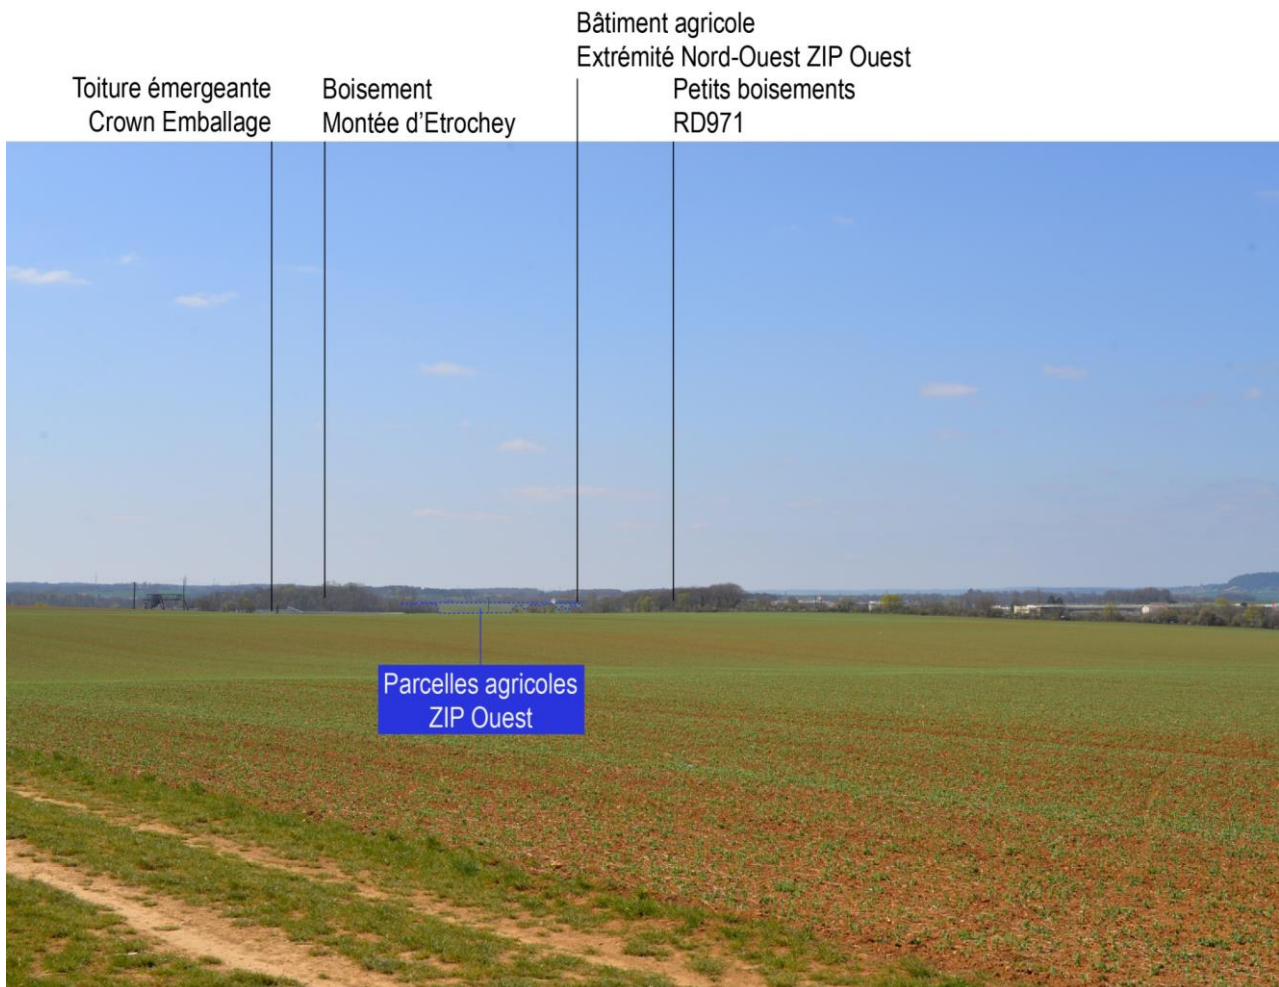 Bâtiment agricole
Extrémité Nord-Ouest ZIP Ouest
Toiture émergeante
Crown Emballage
Boisement
Montée d'Etrochey
Petits boisements
RD971
Parcelles agricoles
ZIP Ouest